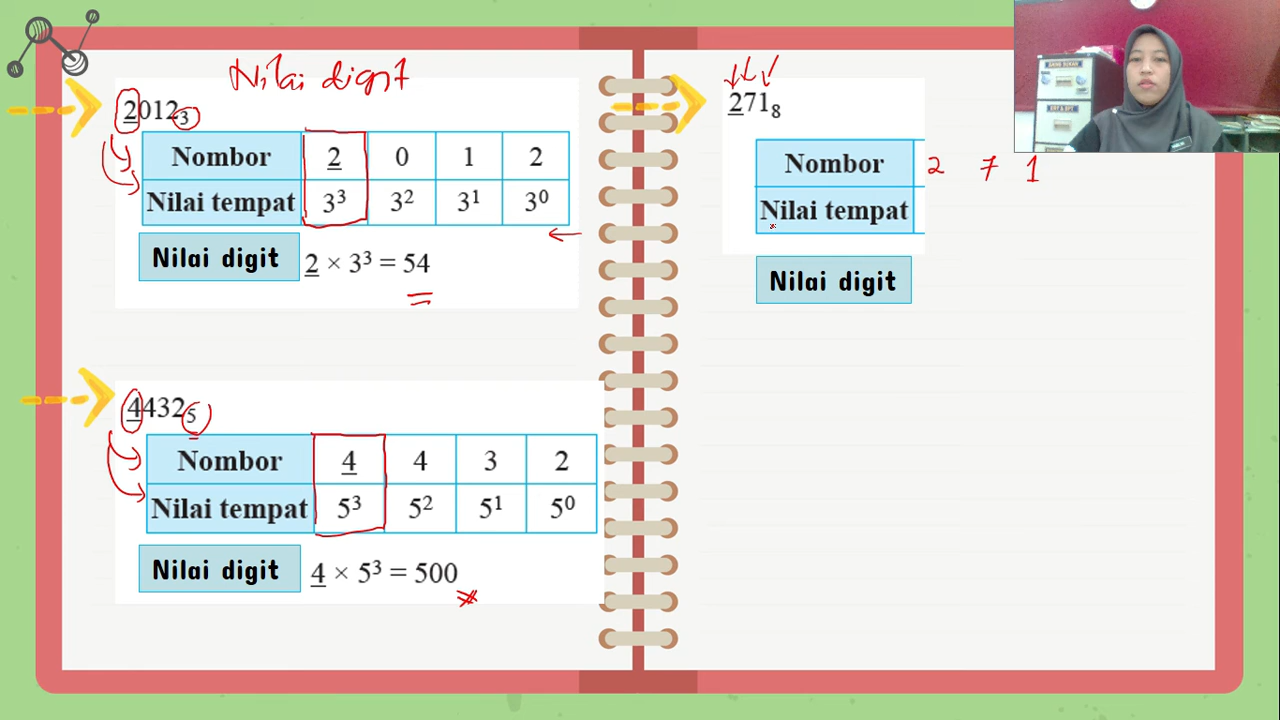 Nilai digit
2012₃
Nombor 2 0 1 2
Nilai tempat 3³ 3² 3¹ 3⁰
Nilai digit 2 × 3³ = 54
4432₅
Nombor 4 4 3 2
Nilai tempat 5³ 5² 5¹ 5⁰
Nilai digit 4 × 5³ = 500
271₈
Nombor 2 7 1
Nilai tempat
Nilai digit